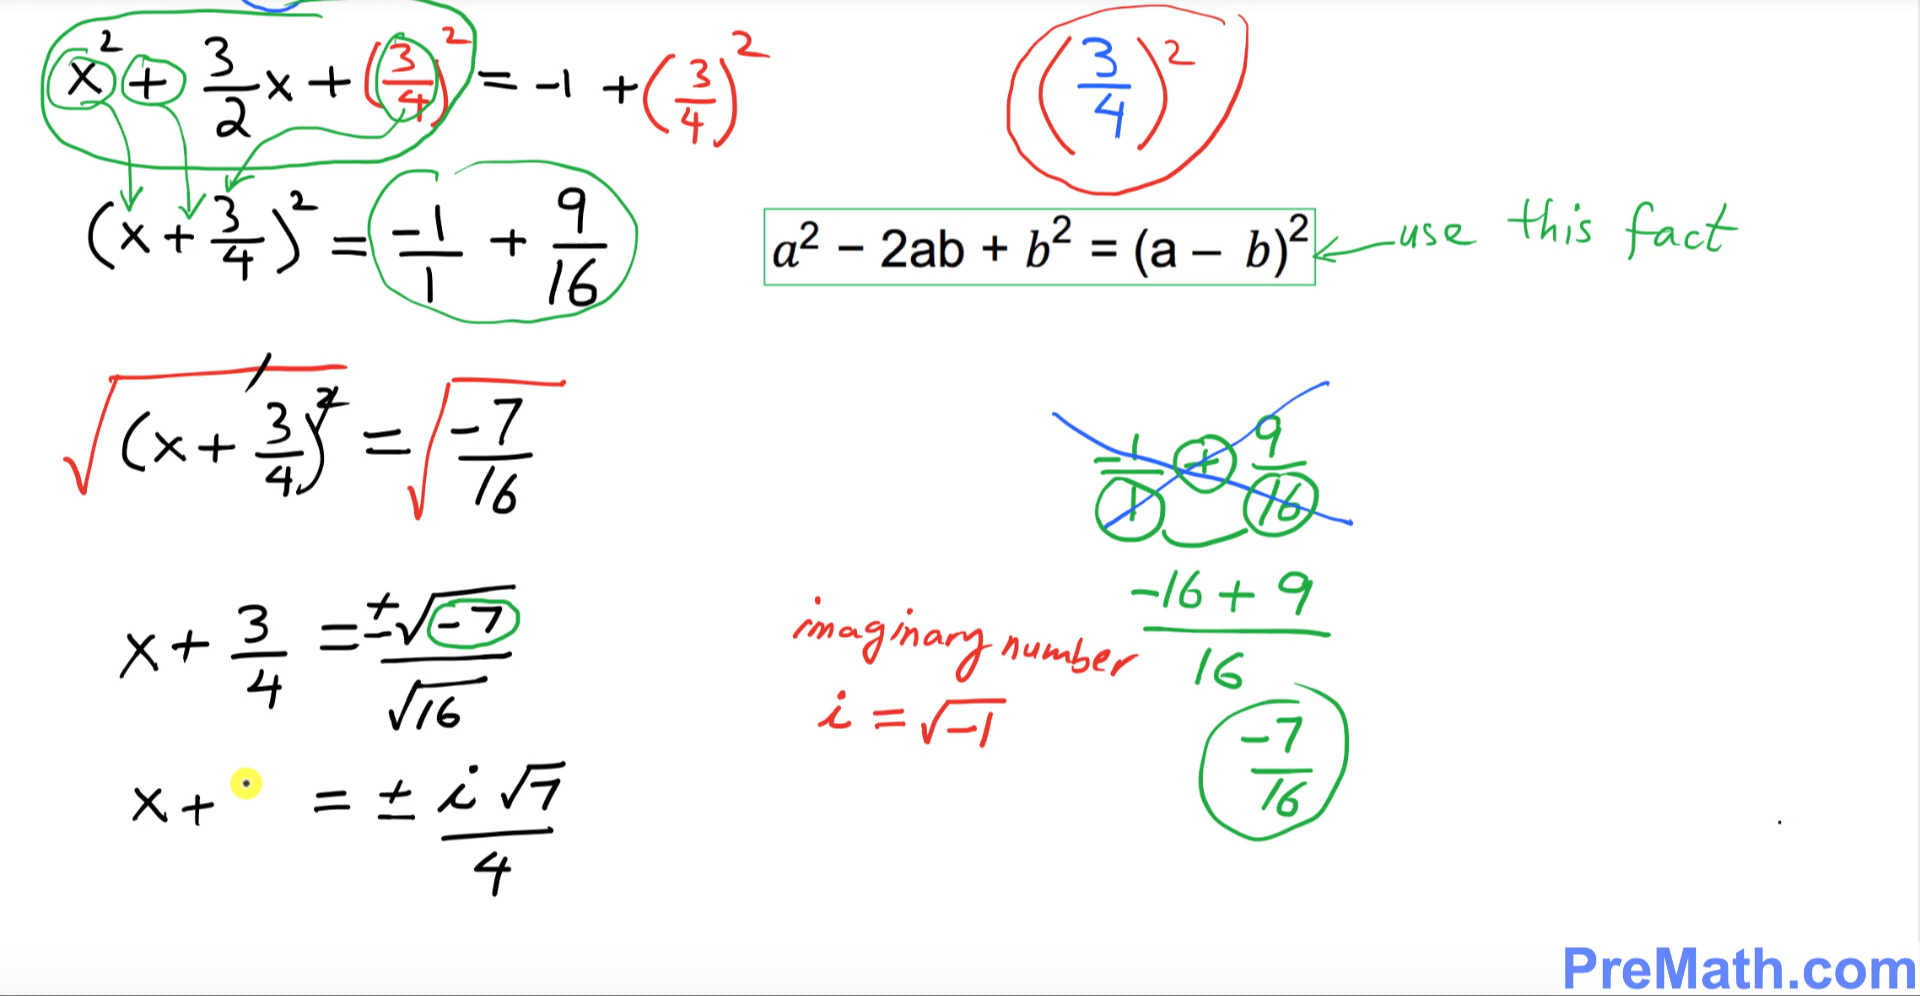 x² + 3/2 x + (3/4)² = -1 + (3/4)²
(3/4)²
(x + 3/4)² = -1/1 + 9/16
a² − 2ab + b² = (a − b)²
use this fact
√(x + 3/4)² = √-7/16
-1/1 + 9/16
-16 + 9
16
-7/16
x + 3/4 = ±√-7/√16
imaginary number
i = √-1
x + = ± i√7/4
PreMath.com